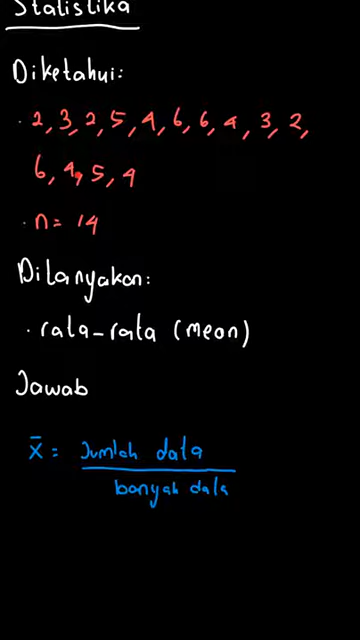 Statistika
Diketahui:
· 2, 3, 2, 5, 4, 6, 6, 4, 3, 2,
6, 4, 5, 4
· n = 14
Ditanyakan:
· rata-rata (mean)
Jawab
x̄ = Jumlah data
banyak data